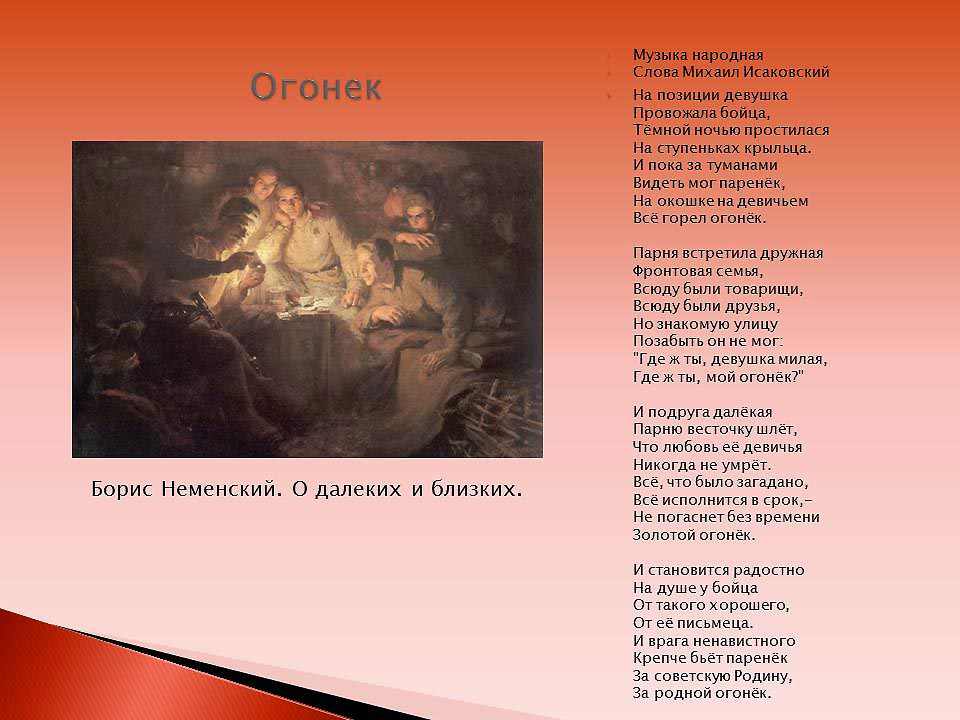 Огонек
Борис Неменский. О далеких и близких.
Музыка народная
Слова Михаил Исаковский
На позиции девушка
Провожала бойца,
Тёмной ночью простилася
На ступеньках крыльца.
И пока за туманами
Видеть мог паренёк,
На окошке на девичьем
Всё горел огонёк.
Парня встретила дружная
Фронтовая семья,
Всюду были товарищи,
Всюду были друзья,
Но знакомую улицу
Позабыть он не мог:
"Где ж ты, девушка милая,
Где ж ты, мой огонёк?"
И подруга далёкая
Парню весточку шлёт,
Что любовь её девичья
Никогда не умрёт.
Всё, что было загадано,
Всё исполнится в срок,-
Не погаснет без времени
Золотой огонёк.
И становится радостно
На душе у бойца
От такого хорошего,
От её письмеца.
И врага ненавистного
Крепче бьёт паренёк
За советскую Родину,
За родной огонёк.